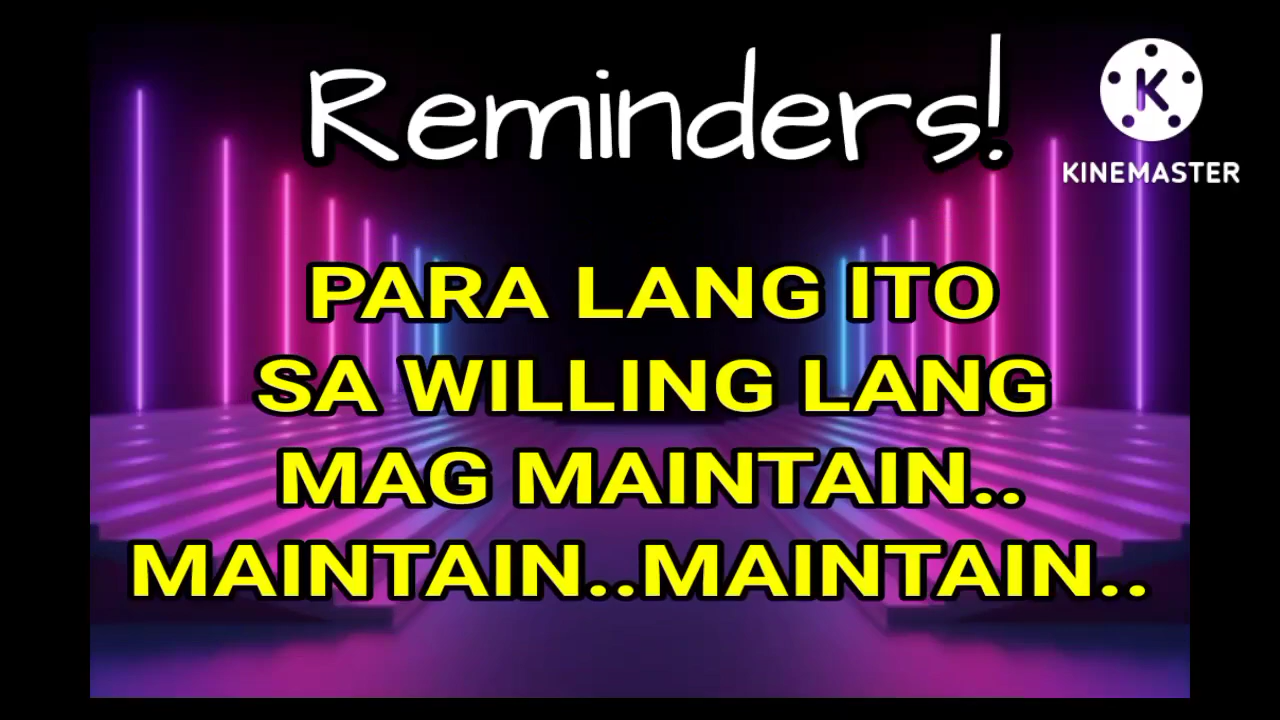 Reminders!
K
KINEMASTER
PARA LANG ITO
SA WILLING LANG
MAG MAINTAIN..
MAINTAIN..MAINTAIN..